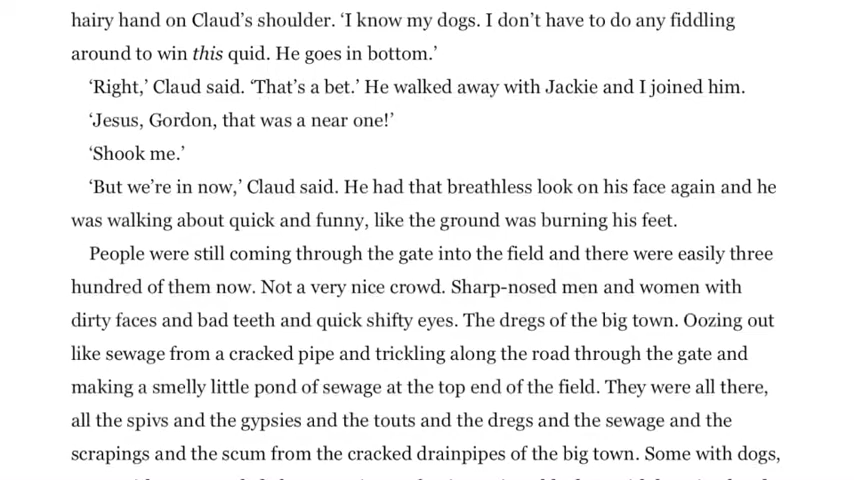 hairy hand on Claud’s shoulder. ‘I know my dogs. I don’t have to do any fiddling
around to win this quid. He goes in bottom.’
‘Right,’ Claud said. ‘That’s a bet.’ He walked away with Jackie and I joined him.
‘Jesus, Gordon, that was a near one!’
‘Shook me.’
‘But we’re in now,’ Claud said. He had that breathless look on his face again and he
was walking about quick and funny, like the ground was burning his feet.
People were still coming through the gate into the field and there were easily three
hundred of them now. Not a very nice crowd. Sharp-nosed men and women with
dirty faces and bad teeth and quick shifty eyes. The dregs of the big town. Oozing out
like sewage from a cracked pipe and trickling along the road through the gate and
making a smelly little pond of sewage at the top end of the field. They were all there,
all the spivs and the gypsies and the touts and the dregs and the sewage and the
scrapings and the scum from the cracked drainpipes of the big town. Some with dogs,